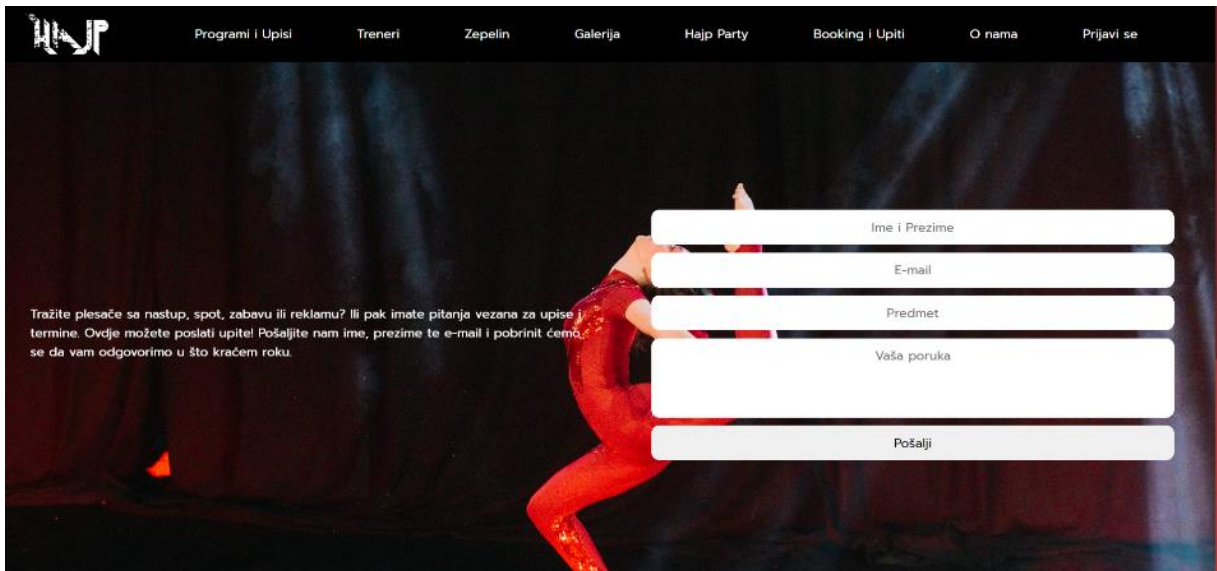 HAJP
Programi i Upisi
Treneri
Zepelin
Galerija
Hajp Party
Booking i Upiti
O nama
Prijavi se
Tražite plesače sa nastup, spot, zabavu ili reklamu? Ili pak imate pitanja vezana za upise i
termine. Ovdje možete poslati upite! Pošaljite nam ime, prezime te e-mail i pobrinit ćemo
se da vam odgovorimo u što kraćem roku.
Ime i Prezime
E-mail
Predmet
Vaša poruka
Pošalji